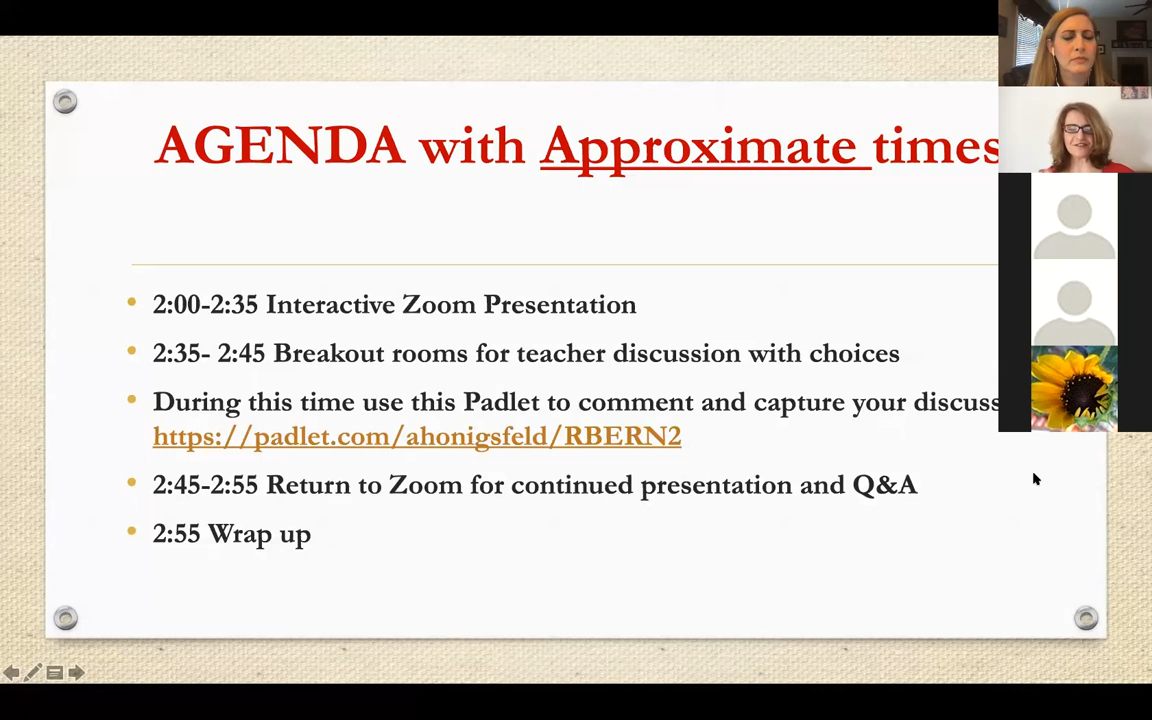 AGENDA with Approximate times
2:00-2:35 Interactive Zoom Presentation
2:35- 2:45 Breakout rooms for teacher discussion with choices
During this time use this Padlet to comment and capture your discuss
https://padlet.com/ahonigsfeld/RBERN2
2:45-2:55 Return to Zoom for continued presentation and Q&A
2:55 Wrap up